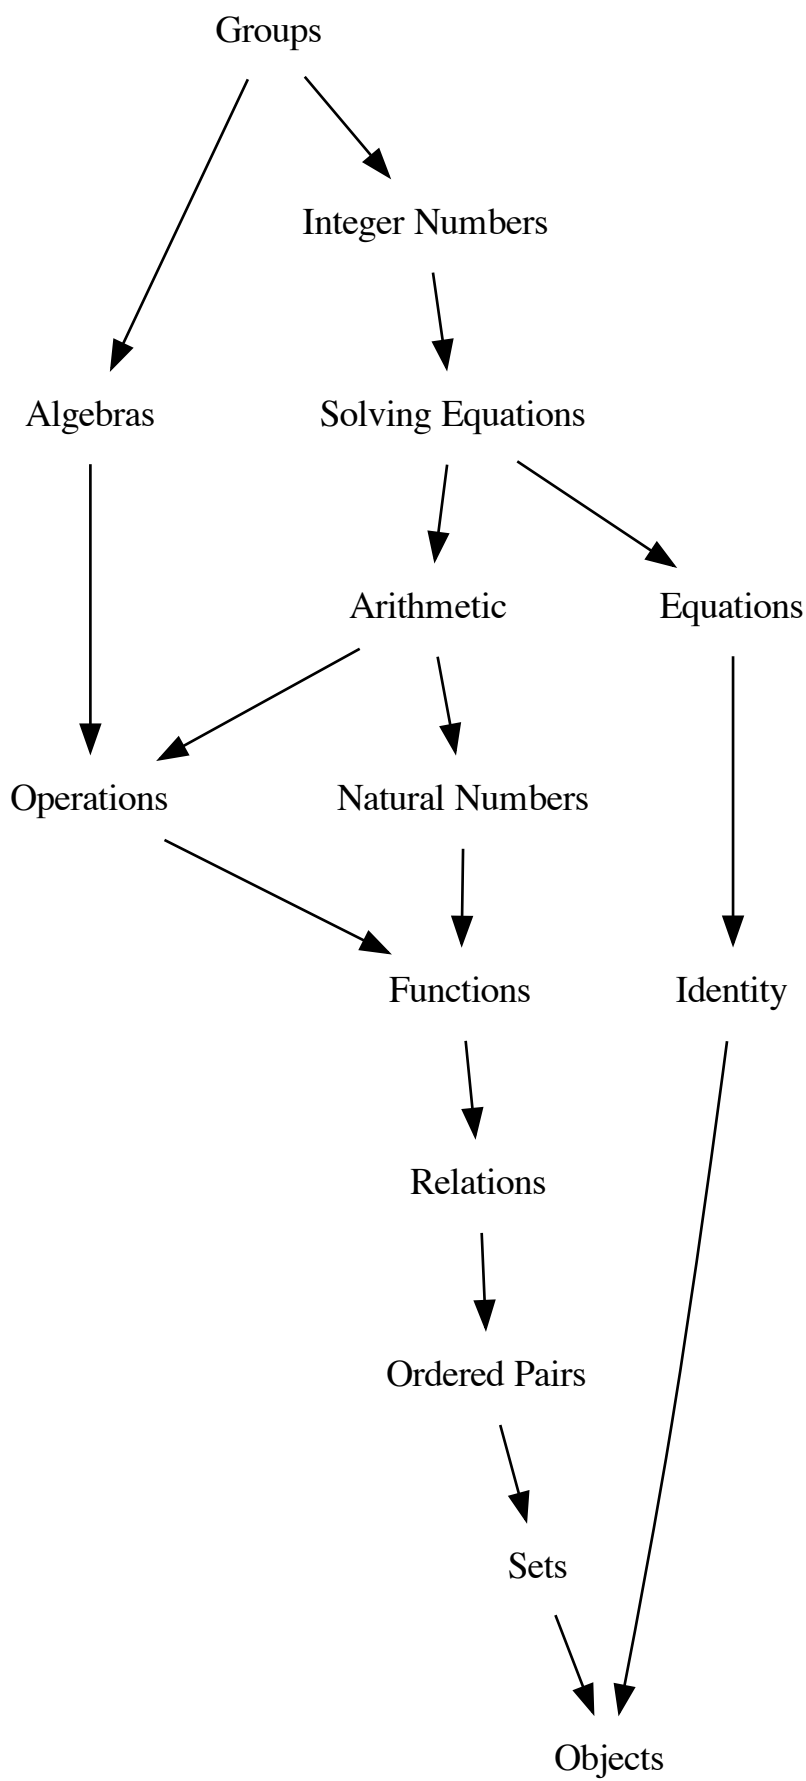 Groups
Integer Numbers
Algebras
Solving Equations
Arithmetic
Equations
Operations
Natural Numbers
Functions
Identity
Relations
Ordered Pairs
Sets
Objects